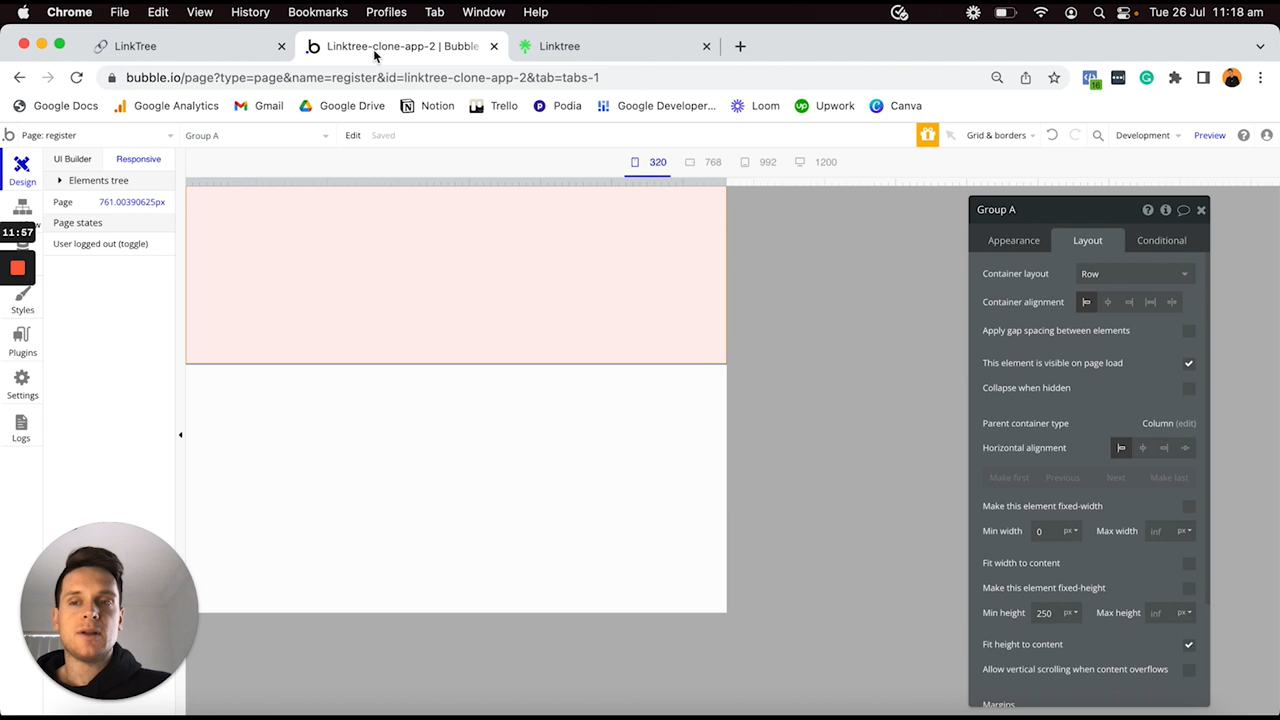 Chrome File Edit View History Bookmarks Profiles Tab Window Help Tue 26 Jul 11:18 am
LinkTree Linktree-clone-app-2 | Bubble Linktree
bubble.io/page?type=page&name=register&id=linktree-clone-app-2&tab=tabs-1 16
Google Docs Google Analytics Gmail Google Drive Notion Trello Podia Google Developer... Loom Upwork Canva
Page: register Group A Edit Saved Grid & borders Development Preview
UI Builder Responsive 320 768 992 1200
Design
Elements tree
Page 761.00390625px
Page states
User logged out (toggle)
11:57
Styles
Plugins
Settings
Logs
Group A
Appearance Layout Conditional
Container layout Row
Container alignment
Apply gap spacing between elements
This element is visible on page load
Collapse when hidden
Parent container type Column (edit)
Horizontal alignment
Make first Previous Next Make last
Make this element fixed-width
Min width 0 px Max width inf px
Fit width to content
Make this element fixed-height
Min height 250 px Max height inf px
Fit height to content
Allow vertical scrolling when content overflows
Margins